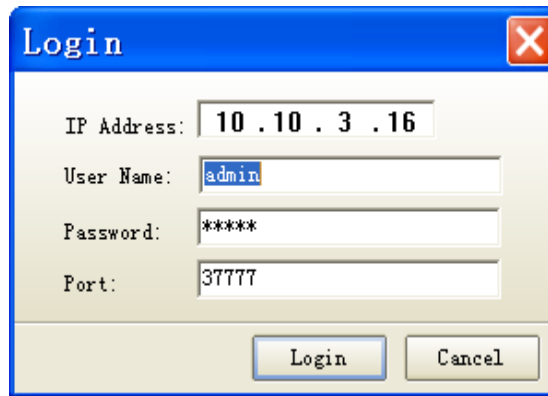 Login
IP Address: 10 . 10 . 3 . 16
User Name: admin
Password: *****
Port: 37777
Login Cancel